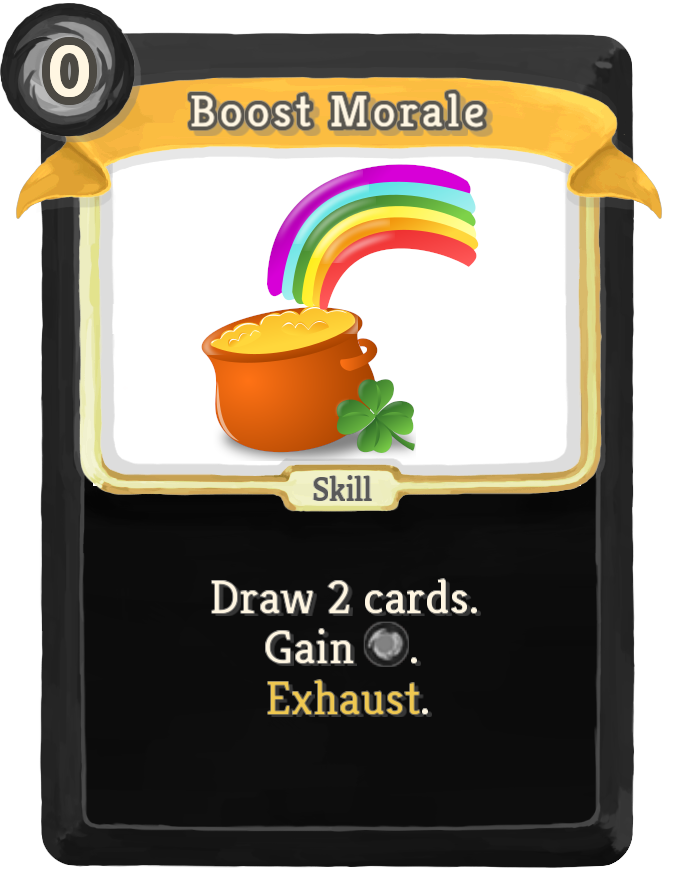 0
Boost Morale
Skill
Draw 2 cards.
Gain .
Exhaust.